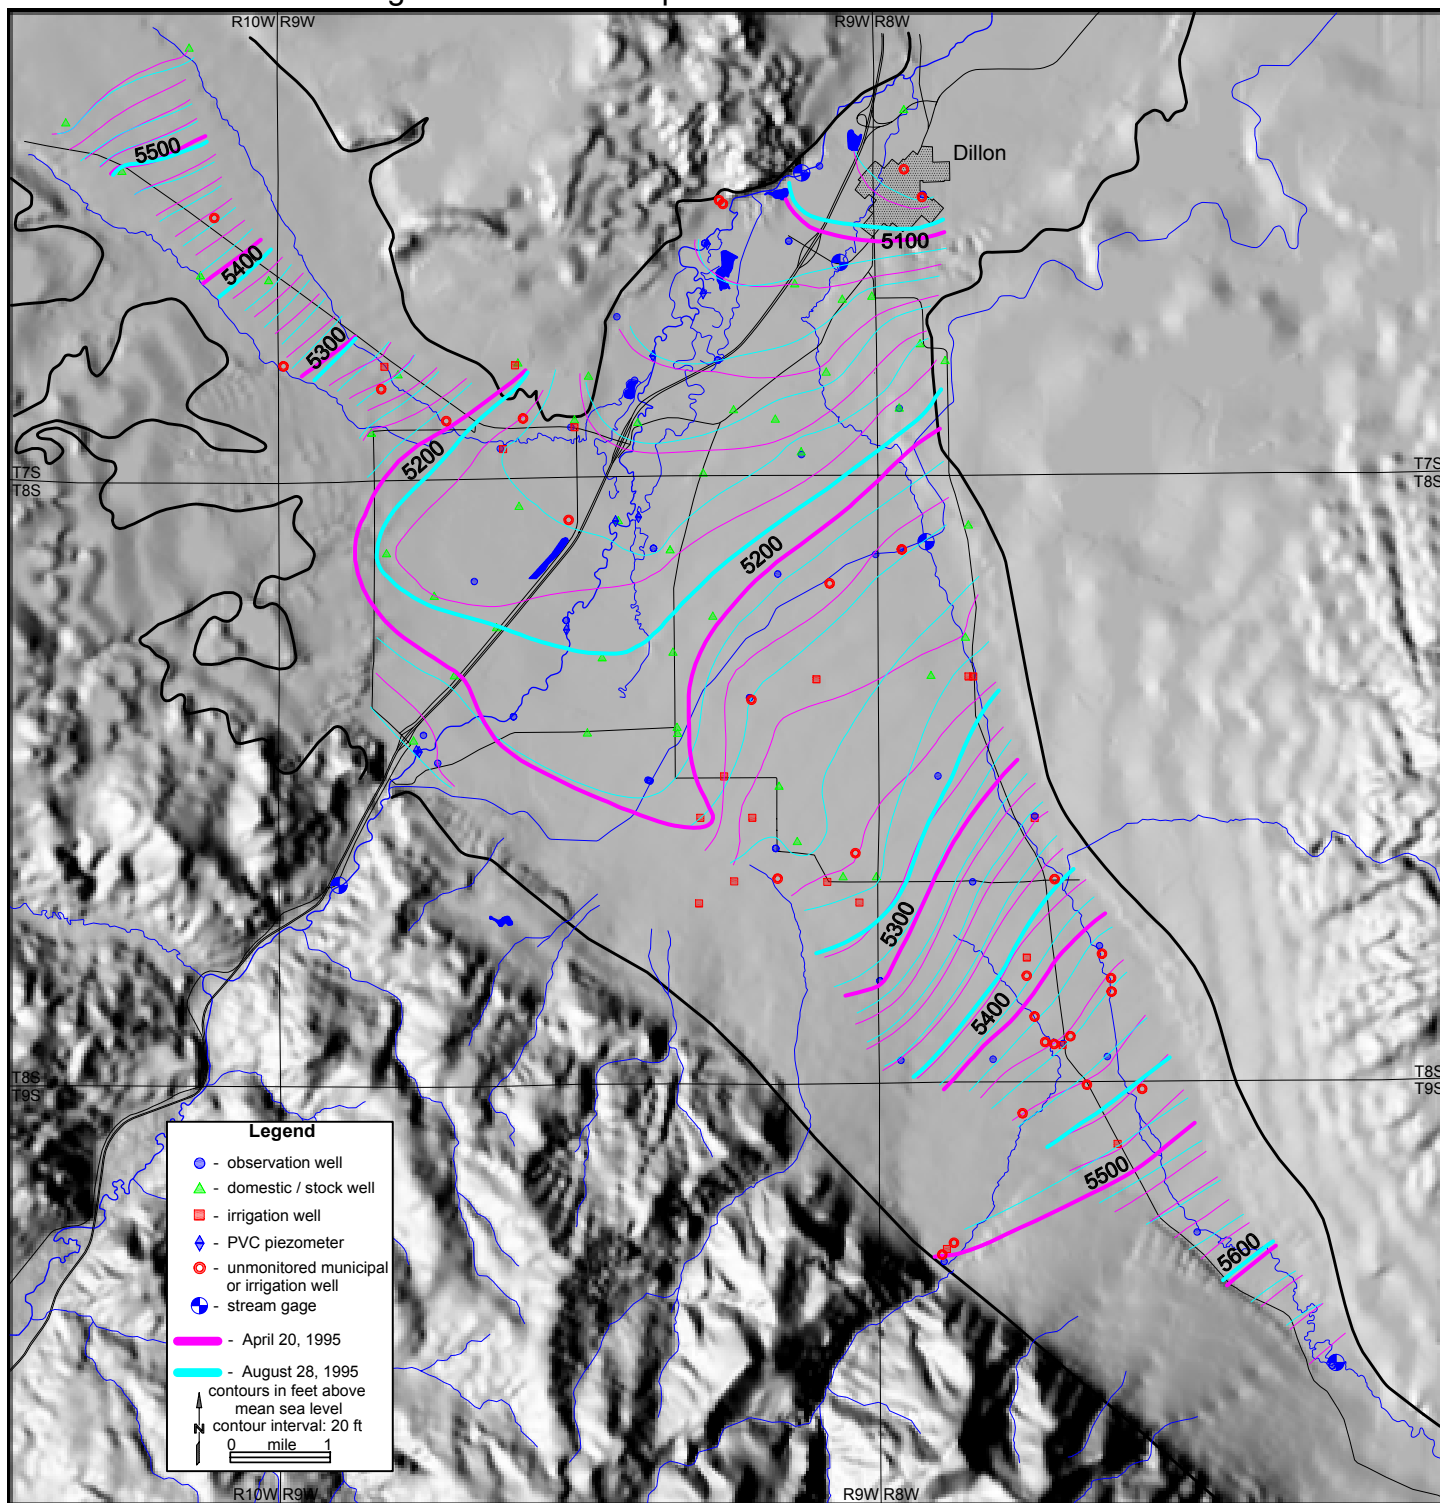 R10W R9W
R9W R8W
Dillon
5500
5100
5400
5300
5200
T7S
T8S
T7S
T8S
5200
5300
5400
T8S
T9S
T8S
T9S
5500
5600
Legend
- observation well
- domestic / stock well
- irrigation well
- PVC piezometer
- unmonitored municipal
or irrigation well
- stream gage
- April 20, 1995
- August 28, 1995
contours in feet above
mean sea level
N contour interval: 20 ft
0 mile 1
R10W R9W
R9W R8W